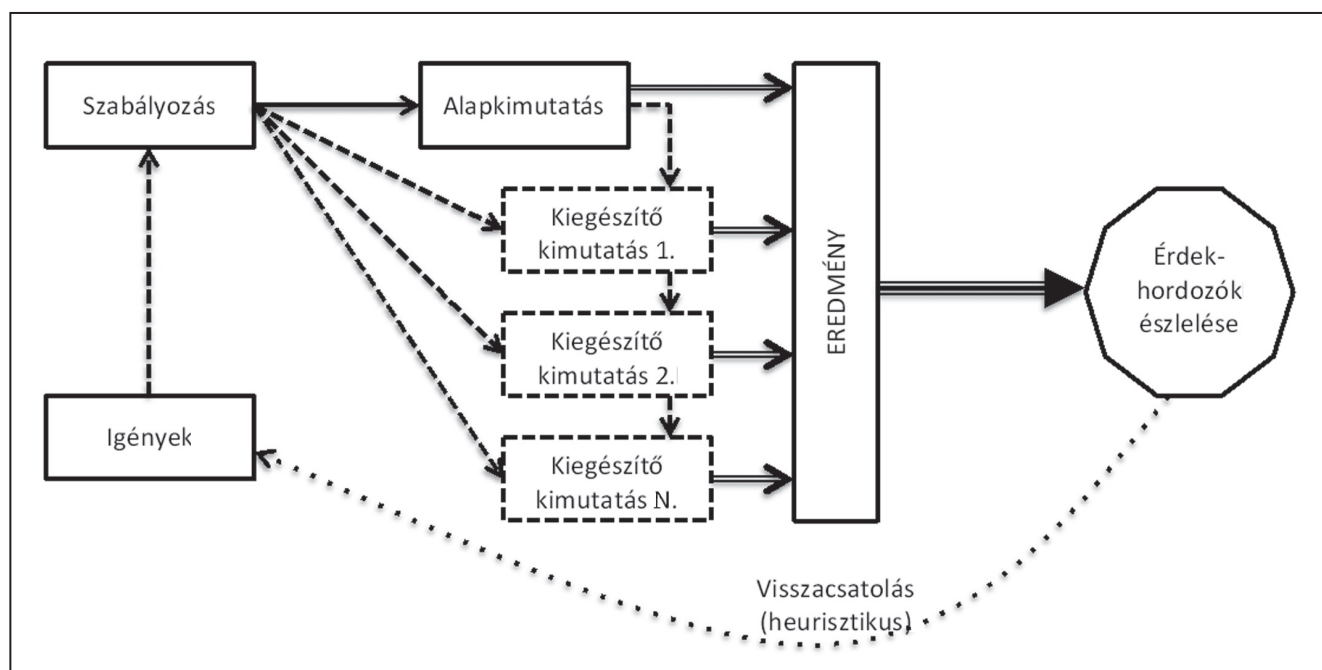 Szabályozás
Alapkimutatás
Kiegészítő
kimutatás 1.
Kiegészítő
kimutatás 2.
Kiegészítő
kimutatás N.
Igények
EREDMÉNY
Érdek-
hordozók
észlelése
Visszacsatolás
(heurisztikus)